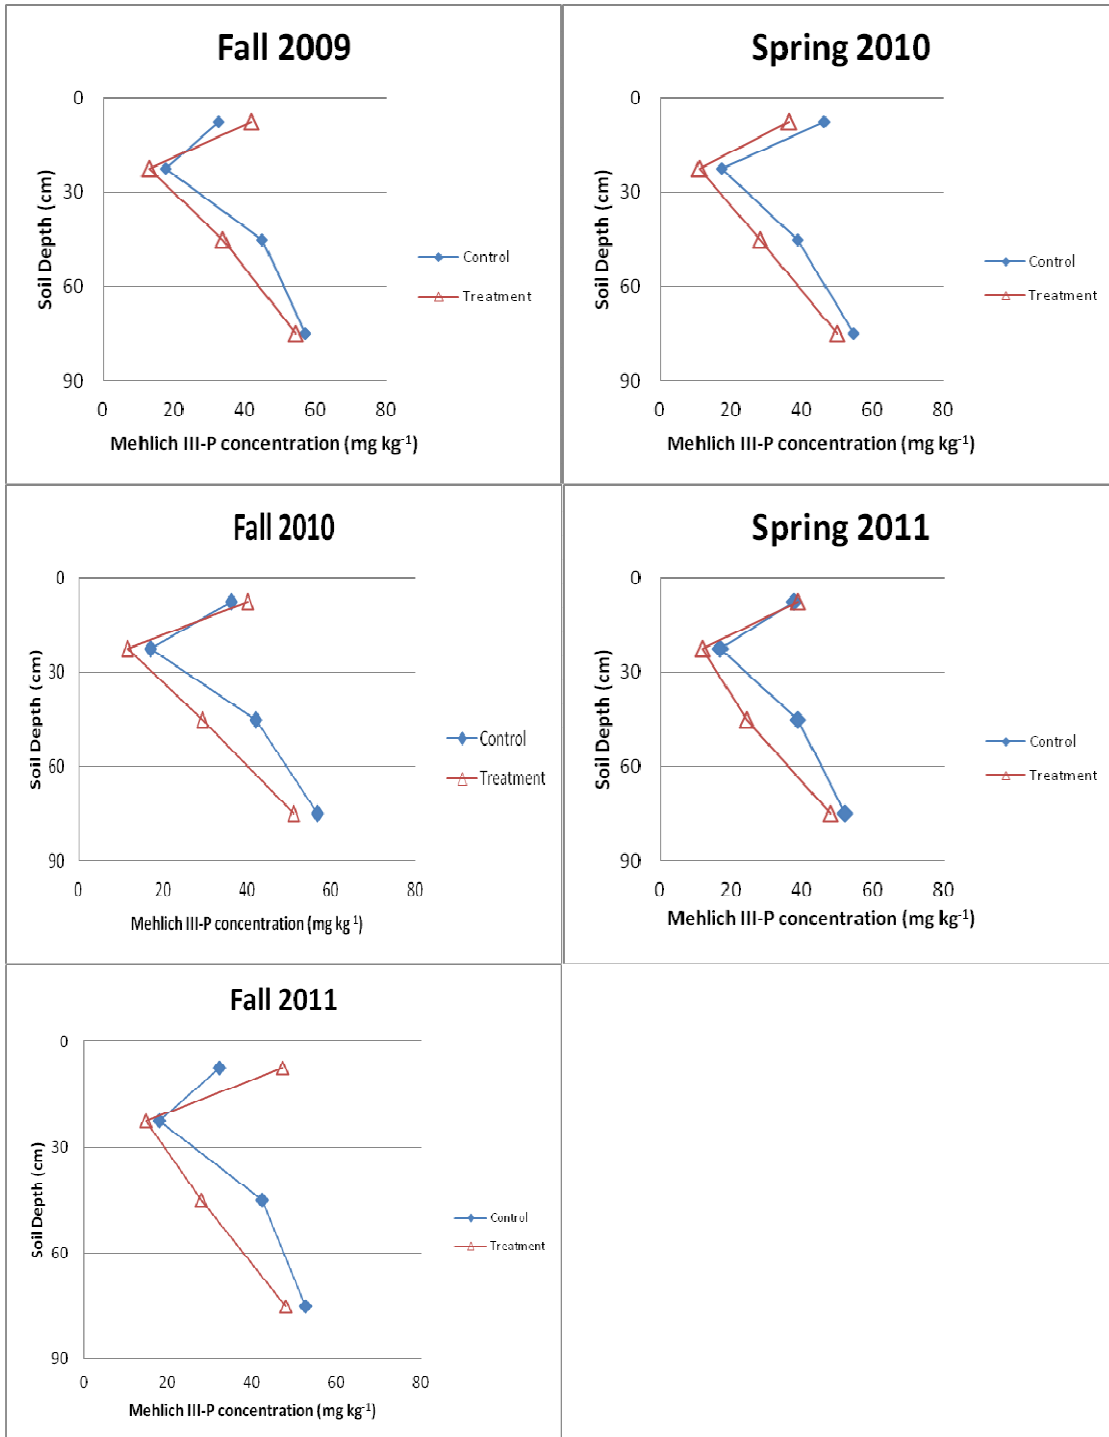 Fall 2009
0
30
60
90
0 20 40 60 80
Soil Depth (cm)
Mehlich III-P concentration (mg kg-1)
Control
Treatment
Spring 2010
0
30
60
90
0 20 40 60 80
Soil Depth (cm)
Mehlich III-P concentration (mg kg-1)
Control
Treatment
Fall 2010
0
30
60
90
0 20 40 60 80
Soil Depth (cm)
Mehlich III-P concentration (mg kg-1)
Control
Treatment
Spring 2011
0
30
60
90
0 20 40 60 80
Soil Depth (cm)
Mehlich III-P concentration (mg kg-1)
Control
Treatment
Fall 2011
0
30
60
90
0 20 40 60 80
Soil Depth (cm)
Mehlich III-P concentration (mg kg-1)
Control
Treatment